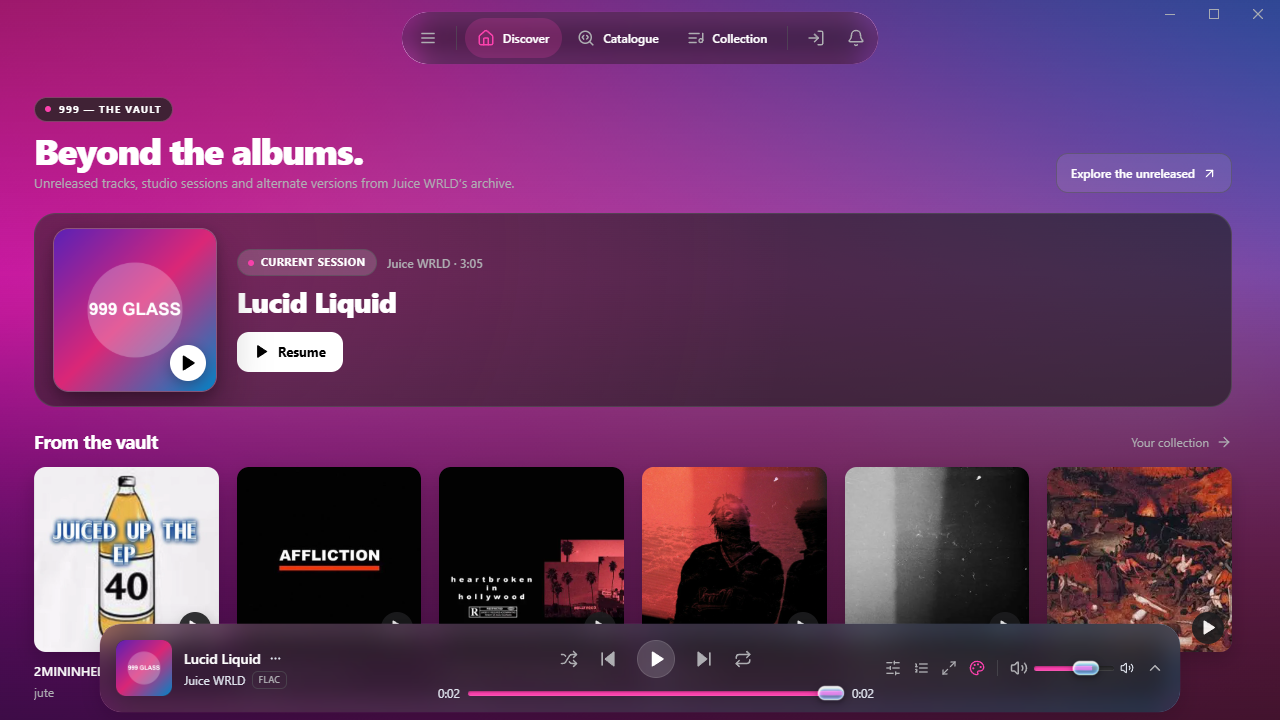 Discover
Catalogue
Collection
999 — THE VAULT
Beyond the albums.
Unreleased tracks, studio sessions and alternate versions from Juice WRLD's archive.
Explore the unreleased
999 GLASS
CURRENT SESSION
Juice WRLD · 3:05
Lucid Liquid
Resume
From the vault
Your collection
JUICED UP THE
EP
40
AFFLICTION
heartbroken
in
hollywood
R
2MININHE
jute
999 GLASS
Lucid Liquid
Juice WRLD
FLAC
0:02
0:02